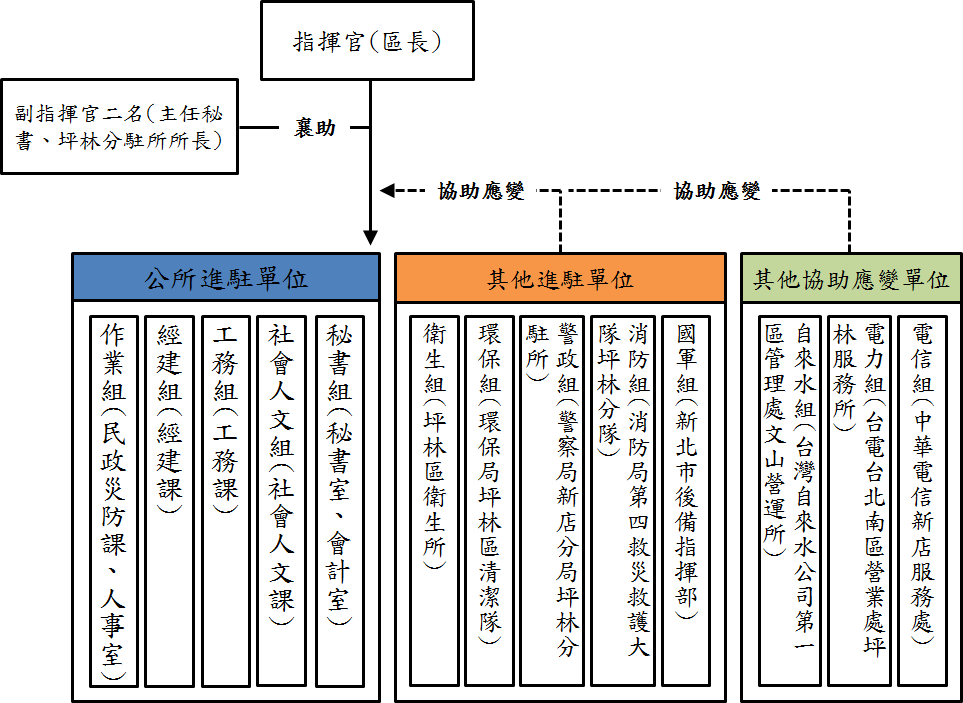 指揮官(區長)
副指揮官二名(主任秘
書、坪林分駐所所長)
襄助
協助應變
協助應變
公所進駐單位
作業組(民政災防課、人事室)
經建組(經建課)
工務組(工務課)
社會人文組(社會人文課)
秘書組(秘書室、會計室)
其他進駐單位
衛生組(坪林區衛生所)
環保組(環保局坪林區清潔隊)
警政組(警察局新店分局坪林分
駐所)
消防組(消防局第四救災救護大
隊坪林分隊)
國軍組(新北市後備指揮部)
其他協助應變單位
自來水組(台灣自來水公司第一
區管理處文山營運所)
電力組(台電台北南區營業處坪
林服務所)
電信組(中華電信新店服務處)